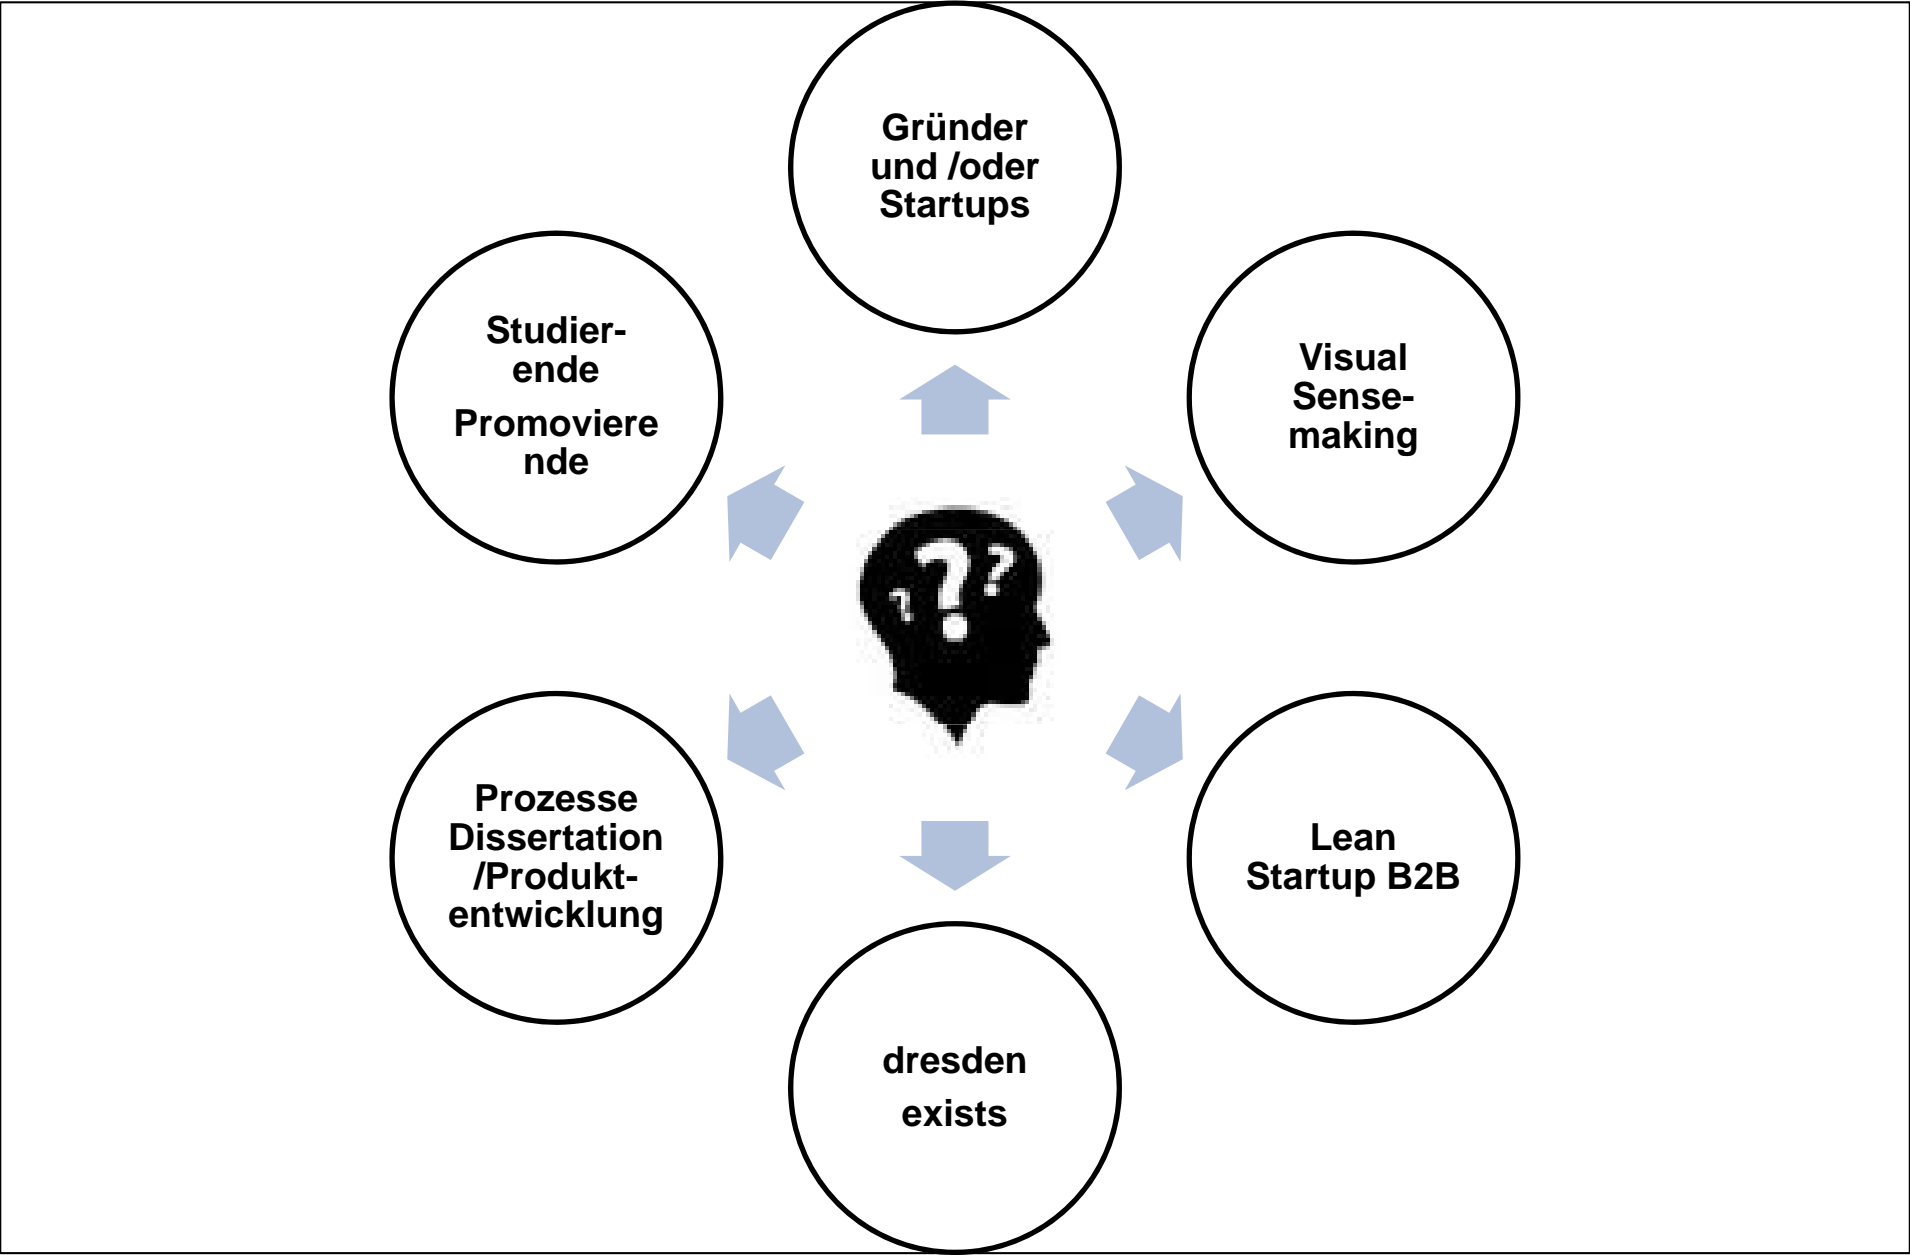 Gründer
und /oder
Startups
Studier-
ende
Promoviere
nde
Visual
Sense-
making
? ? ?
Prozesse
Dissertation
/Produkt-
entwicklung
Lean
Startup B2B
dresden
exists